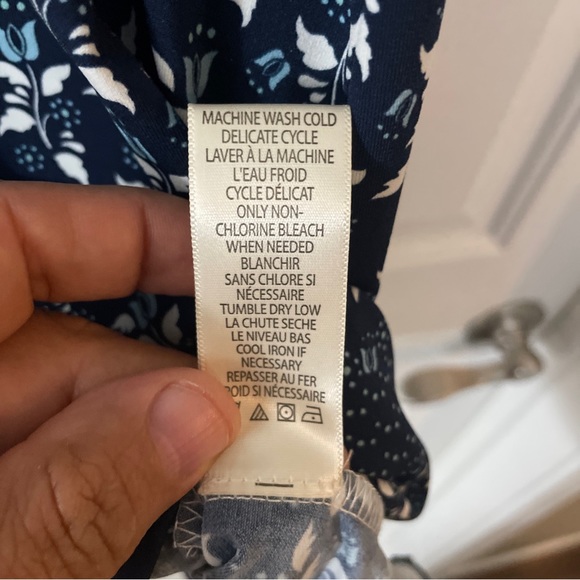 MACHINE WASH COLD
DELICATE CYCLE
LAVER À LA MACHINE
L'EAU FROID
CYCLE DÉLICAT
ONLY NON-
CHLORINE BLEACH
WHEN NEEDED
BLANCHIR
SANS CHLORE SI
NÉCESSAIRE
TUMBLE DRY LOW
LA CHUTE SECHE
LE NIVEAU BAS
COOL IRON IF
NECESSARY
REPASSER AU FER
OID SI NÉCESSAIRE